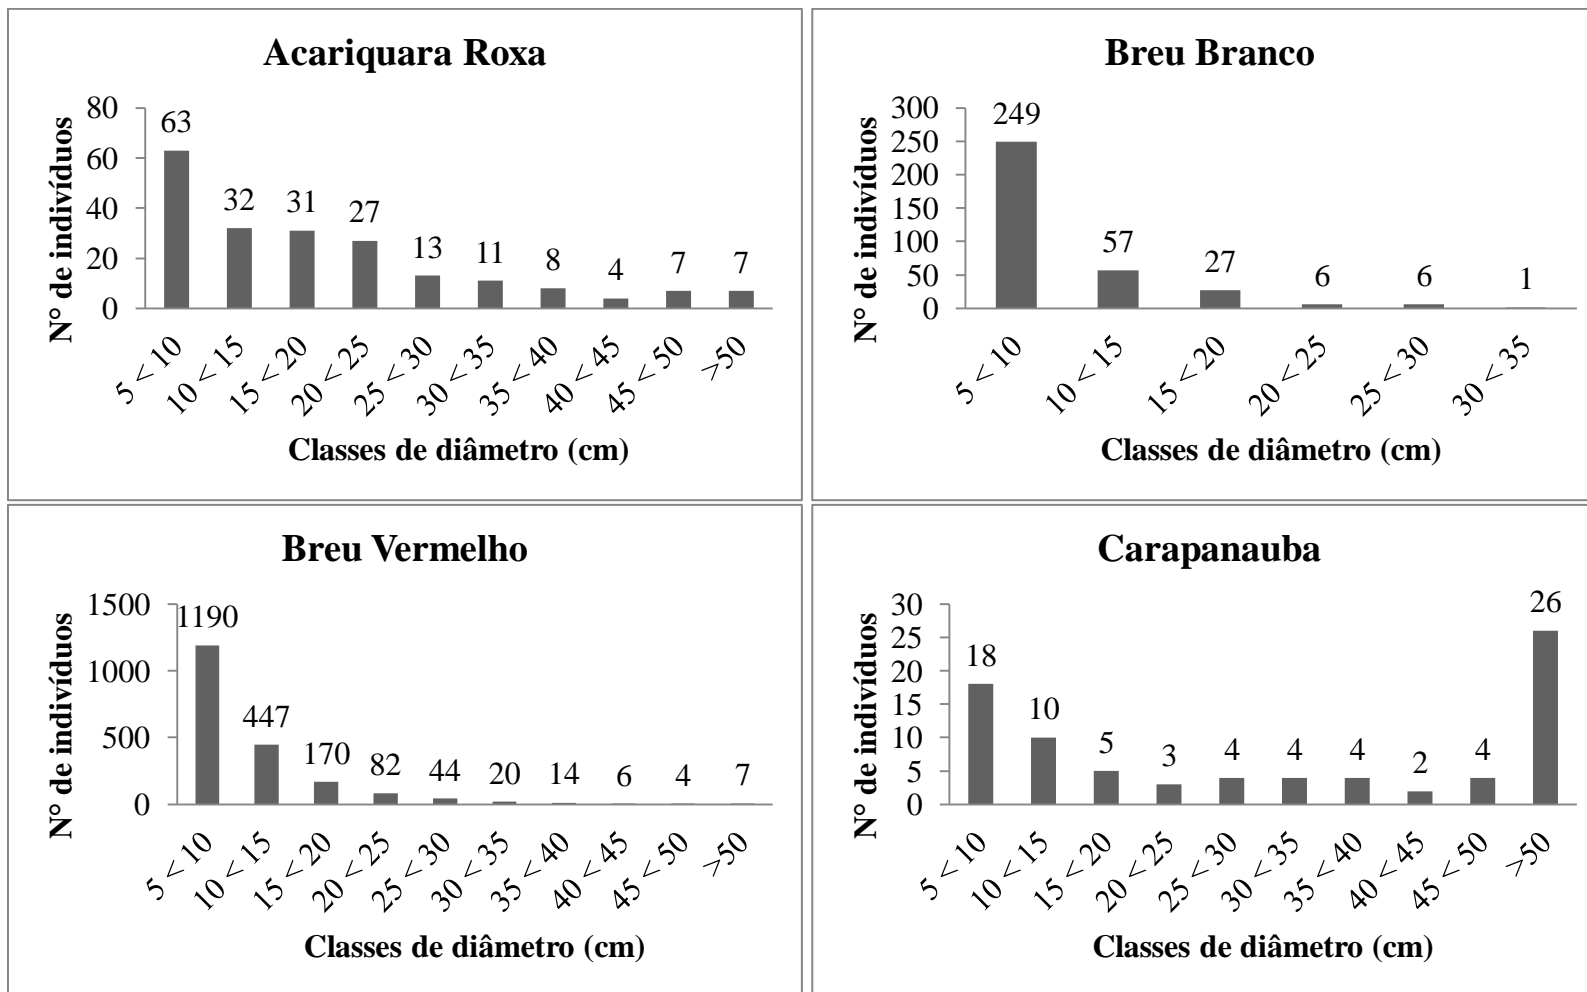 Acariquara Roxa
N° de indivíduos
80
60
40
20
0
63
32
31
27
13
11
8
4
7
7
5 < 10
10 < 15
15 < 20
20 < 25
25 < 30
30 < 35
35 < 40
40 < 45
45 < 50
>50
Classes de diâmetro (cm)
Breu Branco
N° de indivíduos
300
250
200
150
100
50
0
249
57
27
6
6
1
5 < 10
10 < 15
15 < 20
20 < 25
25 < 30
30 < 35
Classes de diâmetro (cm)
Breu Vermelho
N° de indivíduos
1500
1000
500
0
1190
447
170
82
44
20
14
6
4
7
5 < 10
10 < 15
15 < 20
20 < 25
25 < 30
30 < 35
35 < 40
40 < 45
45 < 50
>50
Classes de diâmetro (cm)
Carapanauba
N° de indivíduos
30
25
20
15
10
5
0
18
10
5
3
4
4
4
2
4
26
5 < 10
10 < 15
15 < 20
20 < 25
25 < 30
30 < 35
35 < 40
40 < 45
45 < 50
>50
Classes de diâmetro (cm)